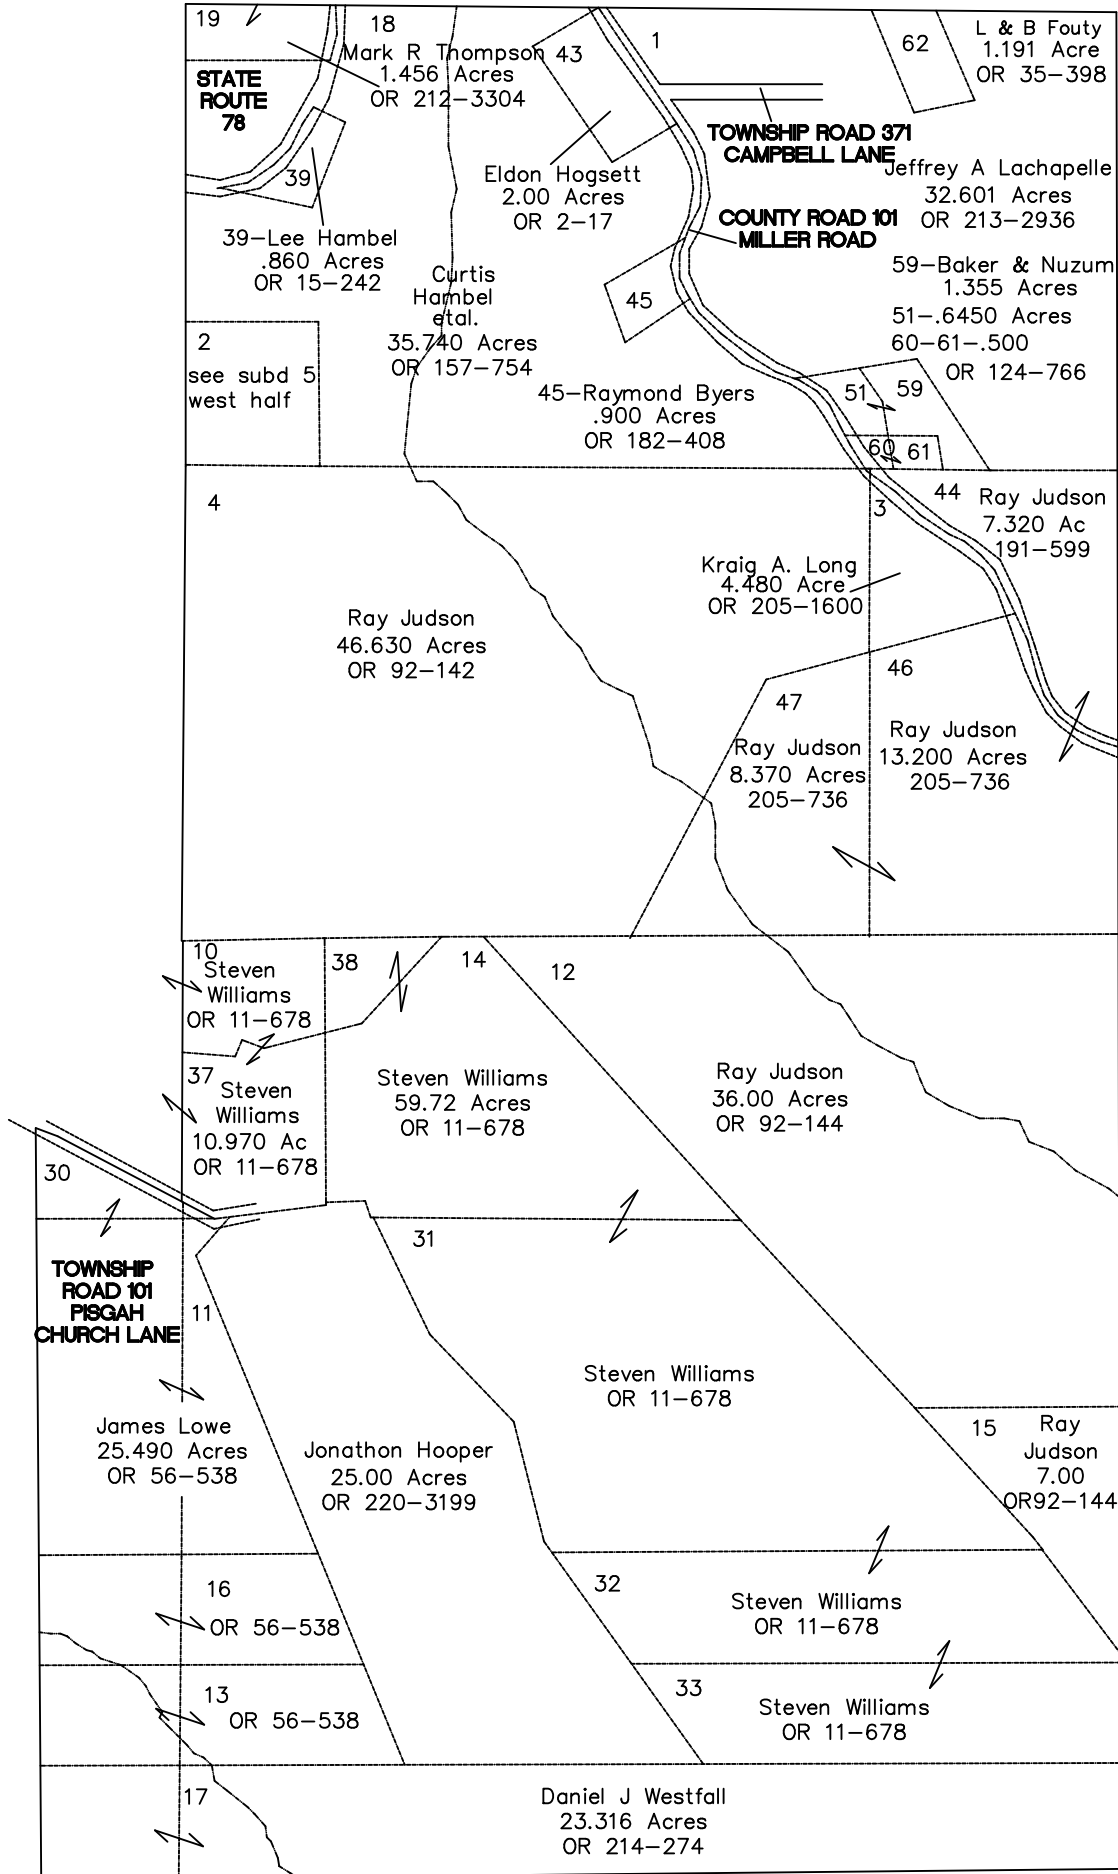 19
18
Mark R Thompson
1.456 Acres
OR 212-3304
STATE
ROUTE
78
43
1
62
L & B Fouty
1.191 Acre
OR 35-398
TOWNSHIP ROAD 371
CAMPBELL LANE
39
Eldon Hogsett
2.00 Acres
OR 2-17
Jeffrey A Lachapelle
32.601 Acres
OR 213-2936
COUNTY ROAD 101
MILLER ROAD
39-Lee Hambel
.860 Acres
OR 15-242
Curtis
Hambel
etal.
35.740 Acres
OR 157-754
45
59-Baker & Nuzum
1.355 Acres
51-.6450 Acres
60-61-.500
OR 124-766
2
see subd 5
west half
45-Raymond Byers
.900 Acres
OR 182-408
51
59
60
61
4
3
44
Ray Judson
7.320 Ac
191-599
Kraig A. Long
4.480 Acre
OR 205-1600
Ray Judson
46.630 Acres
OR 92-142
46
47
Ray Judson
8.370 Acres
205-736
Ray Judson
13.200 Acres
205-736
10
Steven
Williams
OR 11-678
38
14
12
37
Steven
Williams
10.970 Ac
OR 11-678
Steven Williams
59.72 Acres
OR 11-678
Ray Judson
36.00 Acres
OR 92-144
30
31
TOWNSHIP
ROAD 101
PISGAH
CHURCH LANE
11
Steven Williams
OR 11-678
James Lowe
25.490 Acres
OR 56-538
Jonathon Hooper
25.00 Acres
OR 220-3199
15
Ray
Judson
7.00
OR92-144
16
OR 56-538
32
Steven Williams
OR 11-678
13
OR 56-538
33
Steven Williams
OR 11-678
17
Daniel J Westfall
23.316 Acres
OR 214-274